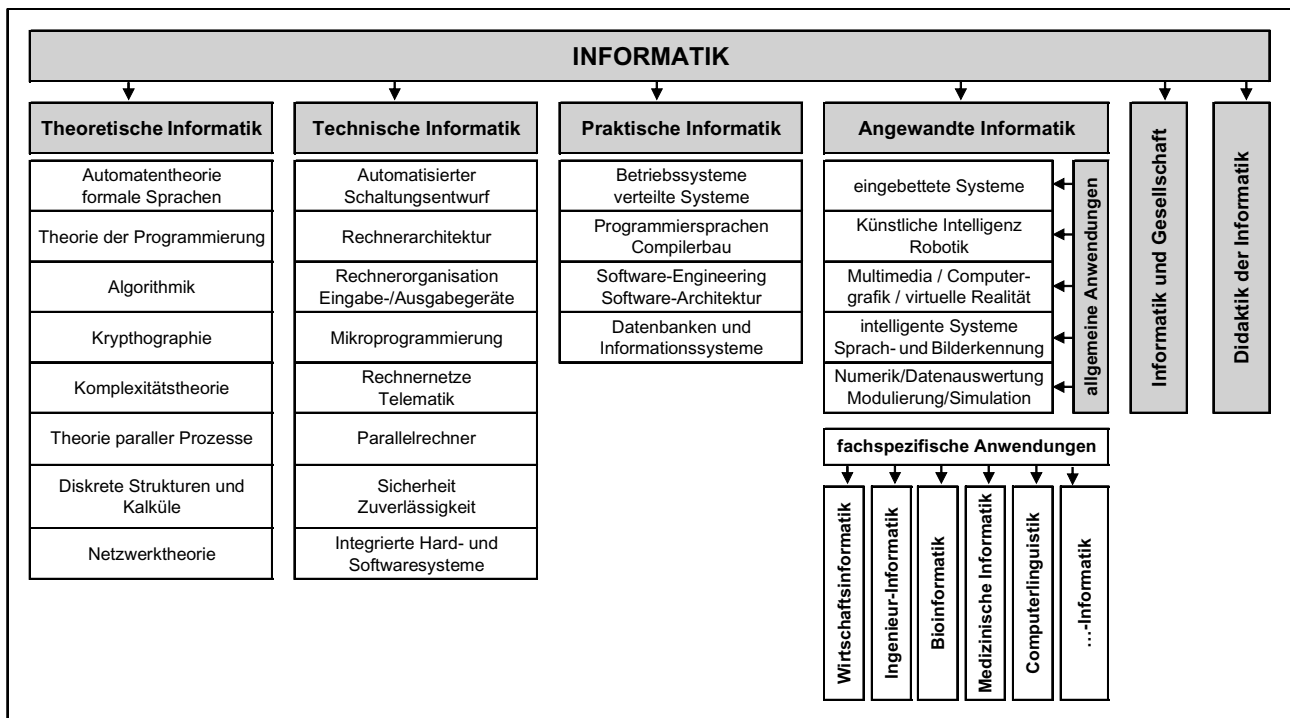 INFORMATIK
Theoretische Informatik
Automatentheorie
formale Sprachen
Theorie der Programmierung
Algorithmik
Krypthographie
Komplexitätstheorie
Theorie paraller Prozesse
Diskrete Strukturen und
Kalküle
Netzwerktheorie
Technische Informatik
Automatisierter
Schaltungsentwurf
Rechnerarchitektur
Rechnerorganisation
Eingabe-/Ausgabegeräte
Mikroprogrammierung
Rechnernetze
Telematik
Parallelrechner
Sicherheit
Zuverlässigkeit
Integrierte Hard- und
Softwaresysteme
Praktische Informatik
Betriebssysteme
verteilte Systeme
Programmiersprachen
Compilerbau
Software-Engineering
Software-Architektur
Datenbanken und
Informationssysteme
Angewandte Informatik
eingebettete Systeme
Künstliche Intelligenz
Robotik
Multimedia / Computer-
grafik / virtuelle Realität
intelligente Systeme
Sprach- und Bilderkennung
Numerik/Datenauswertung
Modulierung/Simulation
allgemeine Anwendungen
fachspezifische Anwendungen
Wirtschaftsinformatik
Ingenieur-Informatik
Bioinformatik
Medizinische Informatik
Computerlinguistik
...-Informatik
Informatik und Gesellschaft
Didaktik der Informatik